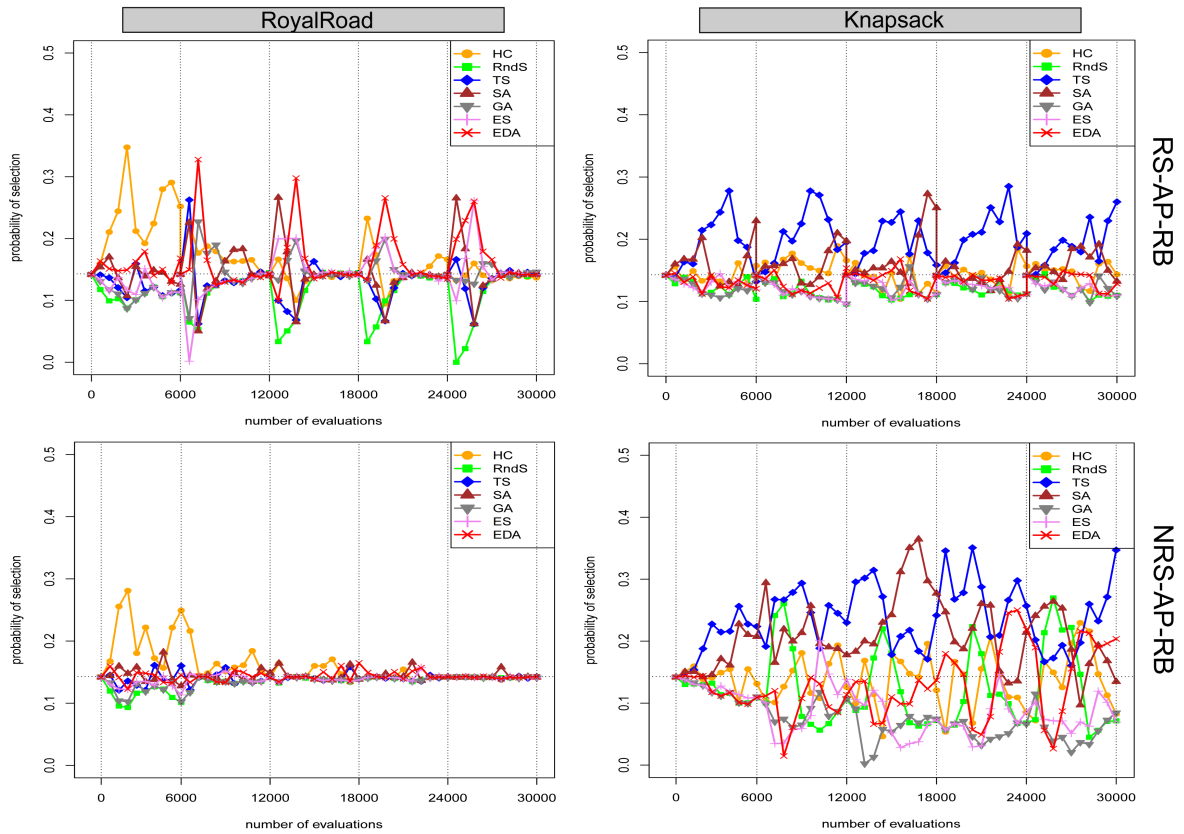 RoyalRoad
Knapsack
0.5
0.4
0.3
0.2
0.1
0.0
probability of selection
HC
RndS
TS
SA
GA
ES
EDA
0 6000 12000 18000 24000 30000
number of evaluations
0.5
0.4
0.3
0.2
0.1
0.0
probability of selection
HC
RndS
TS
SA
GA
ES
EDA
0 6000 12000 18000 24000 30000
number of evaluations
RS-AP-RB
0.5
0.4
0.3
0.2
0.1
0.0
probability of selection
HC
RndS
TS
SA
GA
ES
EDA
0 6000 12000 18000 24000 30000
number of evaluations
0.5
0.4
0.3
0.2
0.1
0.0
probability of selection
HC
RndS
TS
SA
GA
ES
EDA
0 6000 12000 18000 24000 30000
number of evaluations
NRS-AP-RB